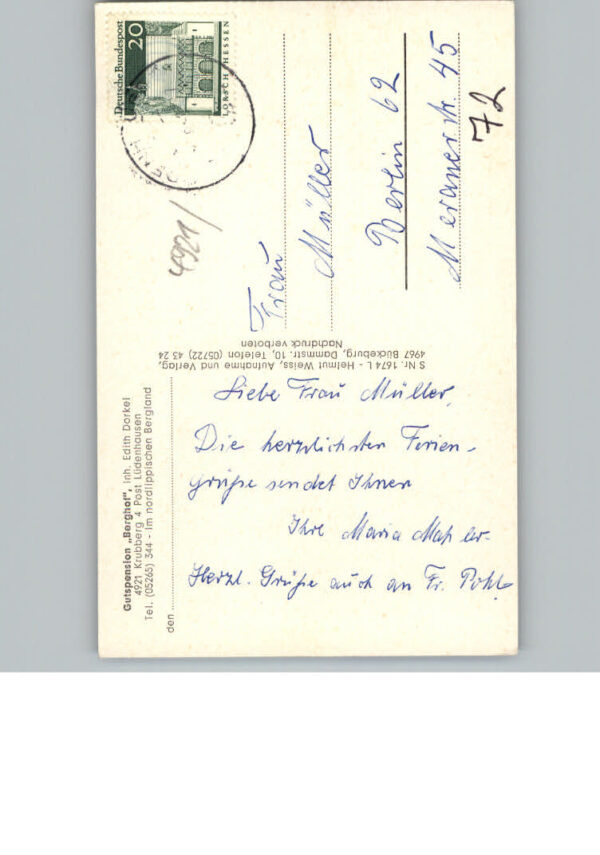 Deutsche Bundespost
20
LORSCH/HESSEN
4921/
Frau
Müller
Berlin 62
Meraner str. 45
72
S Nr. 1674 L - Helmut Weiss, Aufnahme und Verlag,
4967 Bückeburg, Dammstr. 10, Telefon (05722) 43 24
Nachdruck verboten
Gutspension „Berghof", Inh. Edith Dorkel
4921 Krubberg 4 Post Lüdenhausen
Tel. (05265) 344 - Im nordlippischen Bergland
den
Liebe Frau Müller,
Die herzlichsten Ferien-
grüße sendet Ihnen
Ihre Maria
Herzl. Grüße auch an Fr. Pohl